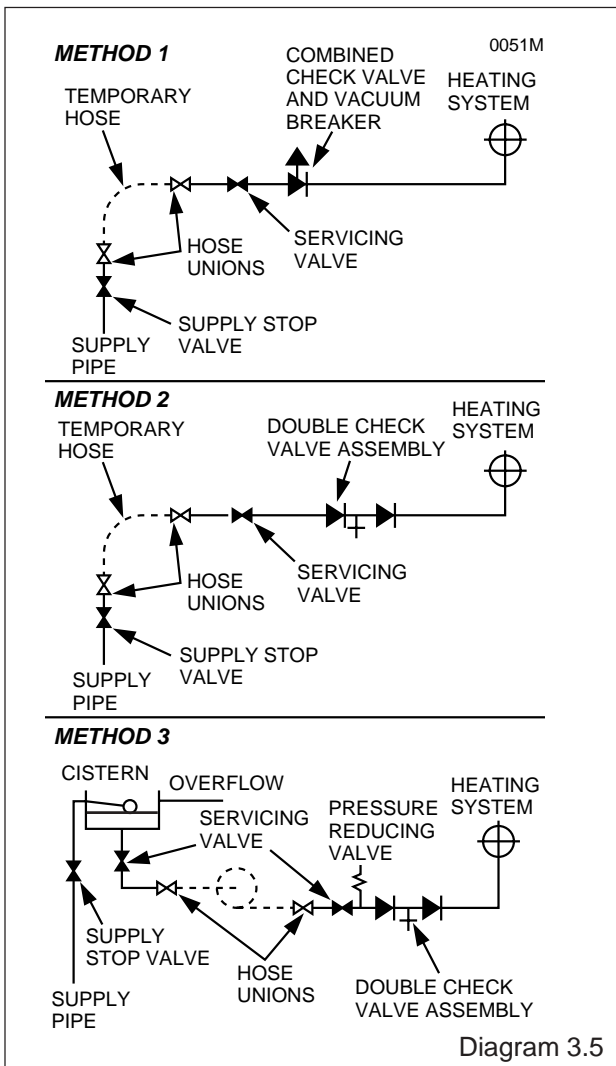 METHOD 1
0051M
COMBINED
CHECK VALVE
AND VACUUM
BREAKER
HEATING
SYSTEM
TEMPORARY
HOSE
HOSE
UNIONS
SERVICING
VALVE
SUPPLY STOP
VALVE
SUPPLY
PIPE
METHOD 2
TEMPORARY
HOSE
DOUBLE CHECK
VALVE ASSEMBLY
HEATING
SYSTEM
HOSE
UNIONS
SERVICING
VALVE
SUPPLY STOP
VALVE
SUPPLY
PIPE
METHOD 3
CISTERN
OVERFLOW
SERVICING
VALVE
PRESSURE
REDUCING
VALVE
HEATING
SYSTEM
SUPPLY
STOP VALVE
HOSE
UNIONS
DOUBLE CHECK
VALVE ASSEMBLY
SUPPLY
PIPE
Diagram 3.5